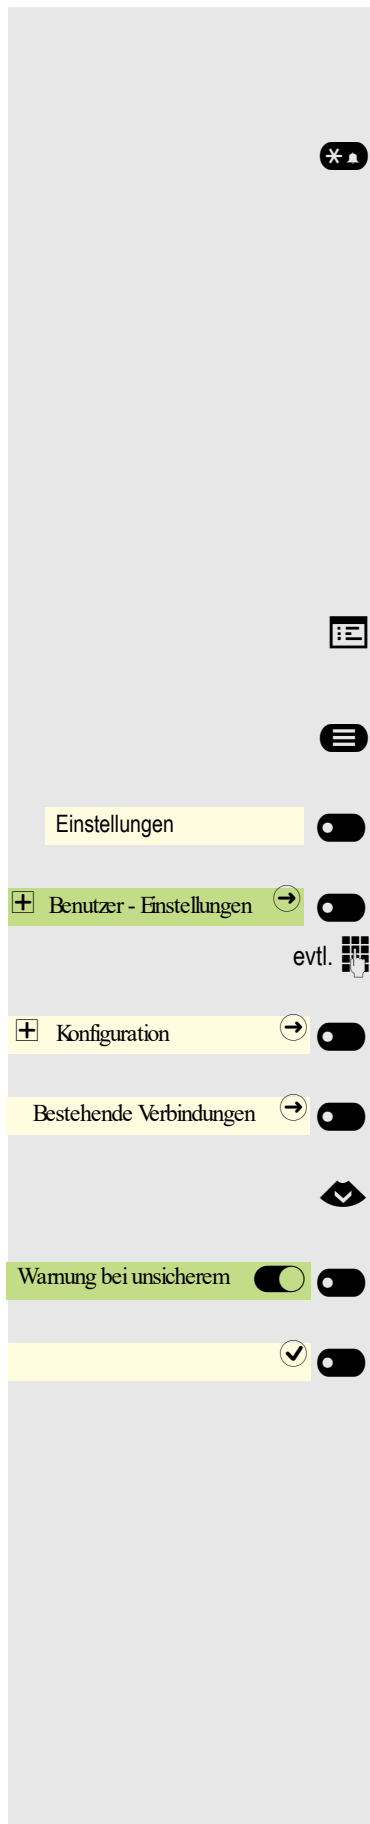 Einstellungen
Benutzer - Einstellungen
evtl.
Konfiguration
Bestehende Verbindungen
Warnung bei unsicherem